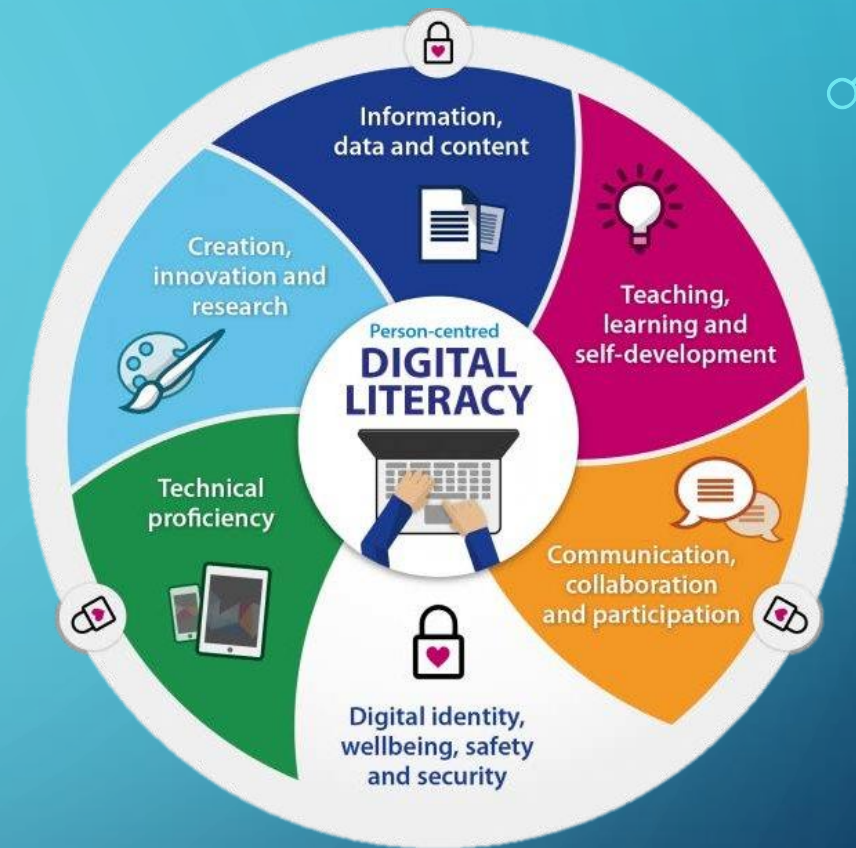 Information,
data and content
Teaching,
learning and
self-development
Communication,
collaboration
and participation
Digital identity,
wellbeing, safety
and security
Technical
proficiency
Creation,
innovation and
research
Person-centred
DIGITAL
LITERACY